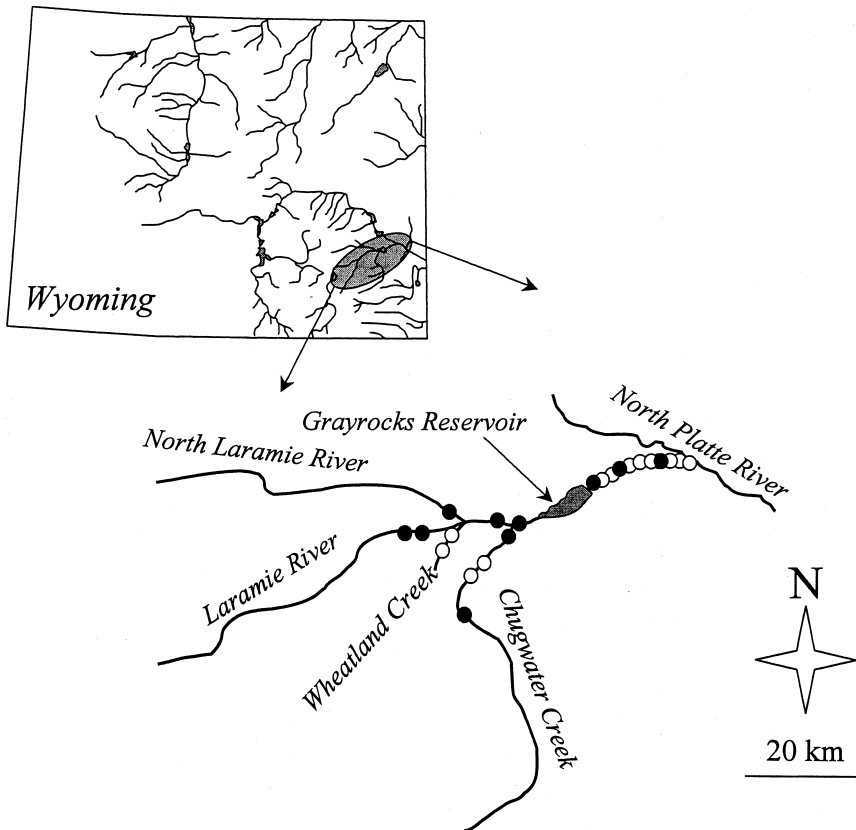 Wyoming
Grayrocks Reservoir
North Platte River
North Laramie River
Laramie River
Wheatland Creek
Chugwater Creek
N
20 km